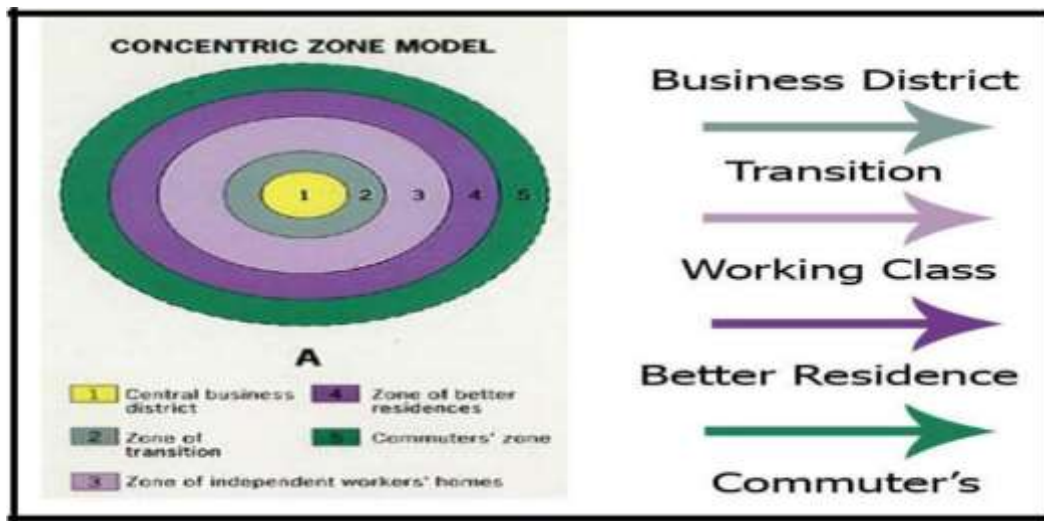 CONCENTRIC ZONE MODEL
1 2 3 4 5
A
1 Central business
district
2 Zone of
transition
3 Zone of independent workers' homes
4 Zone of better
residences
5 Commuters' zone
Business District
Transition
Working Class
Better Residence
Commuter's